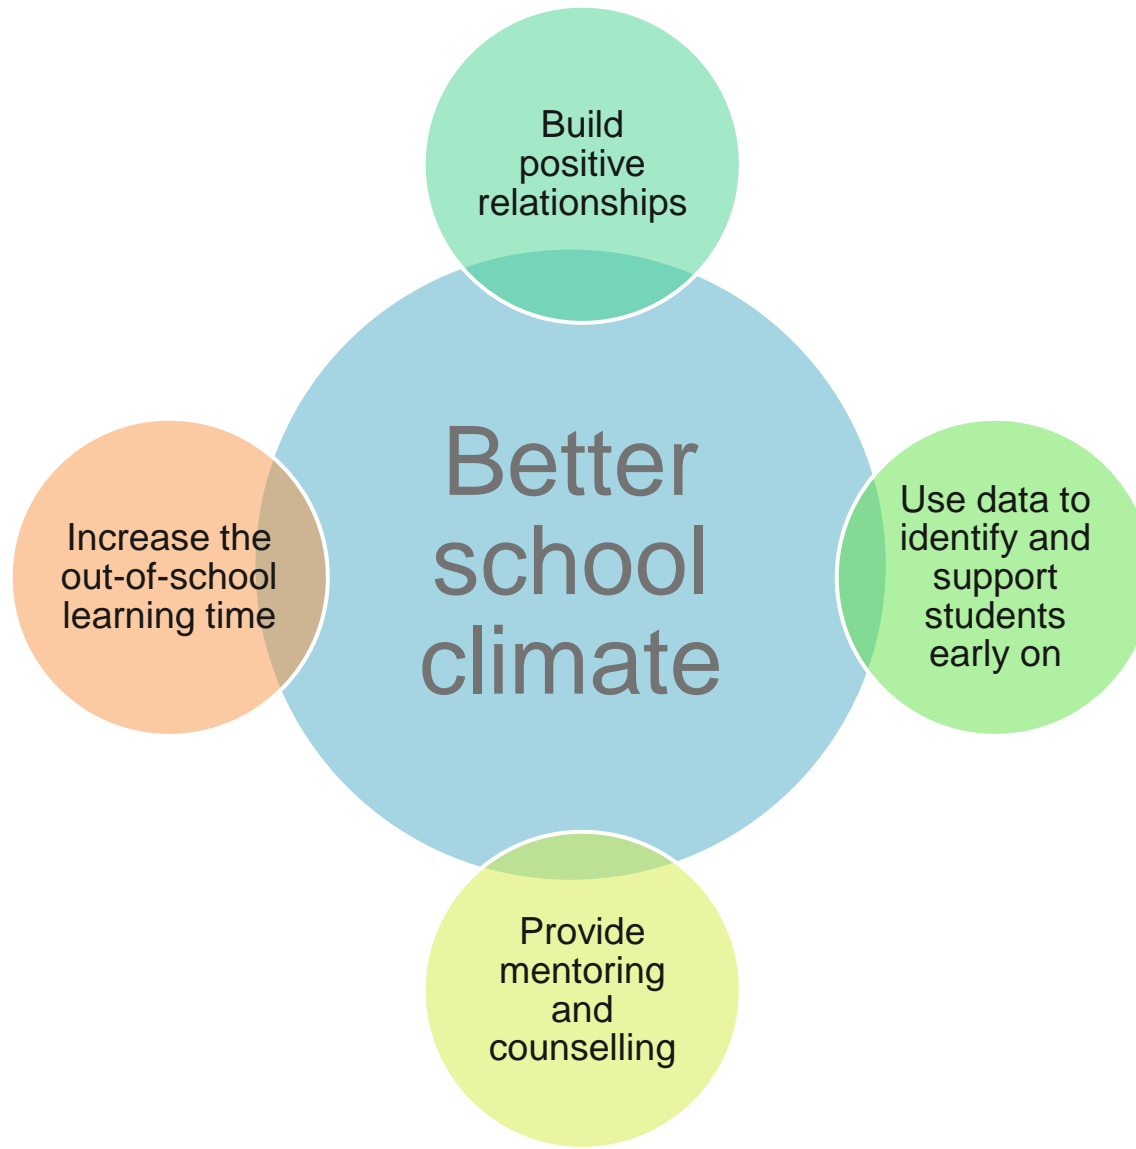 Build
positive
relationships
Better
school
climate
Increase the
out-of-school
learning time
Use data to
identify and
support
students
early on
Provide
mentoring
and
counselling